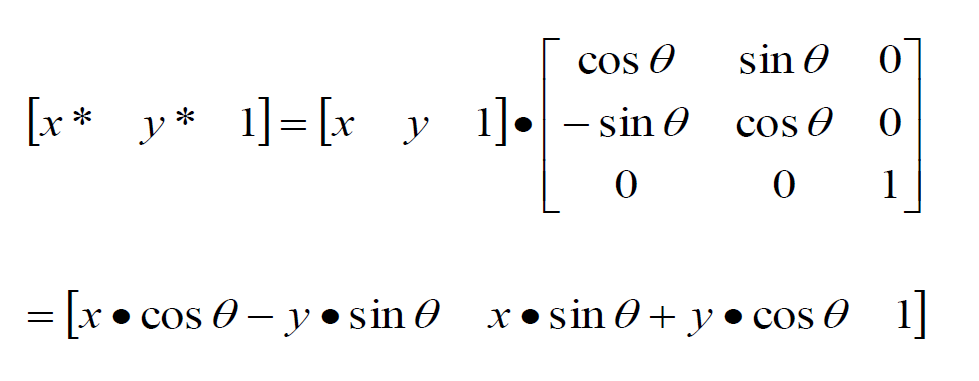 [x* y* 1] = [x y 1] • [cos θ sin θ 0
− sin θ cos θ 0
0 0 1]
= [x • cos θ − y • sin θ x • sin θ + y • cos θ 1]